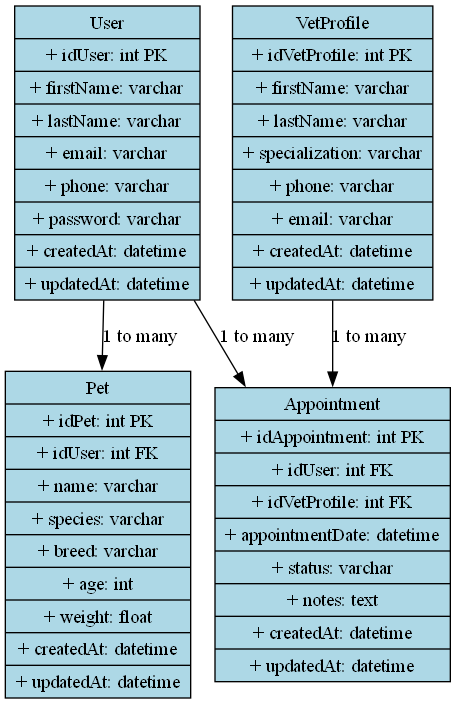 User
+ idUser: int PK
+ firstName: varchar
+ lastName: varchar
+ email: varchar
+ phone: varchar
+ password: varchar
+ createdAt: datetime
+ updatedAt: datetime
VetProfile
+ idVetProfile: int PK
+ firstName: varchar
+ lastName: varchar
+ specialization: varchar
+ phone: varchar
+ email: varchar
+ createdAt: datetime
+ updatedAt: datetime
1 to many
1 to many
1 to many
Pet
+ idPet: int PK
+ idUser: int FK
+ name: varchar
+ species: varchar
+ breed: varchar
+ age: int
+ weight: float
+ createdAt: datetime
+ updatedAt: datetime
Appointment
+ idAppointment: int PK
+ idUser: int FK
+ idVetProfile: int FK
+ appointmentDate: datetime
+ status: varchar
+ notes: text
+ createdAt: datetime
+ updatedAt: datetime